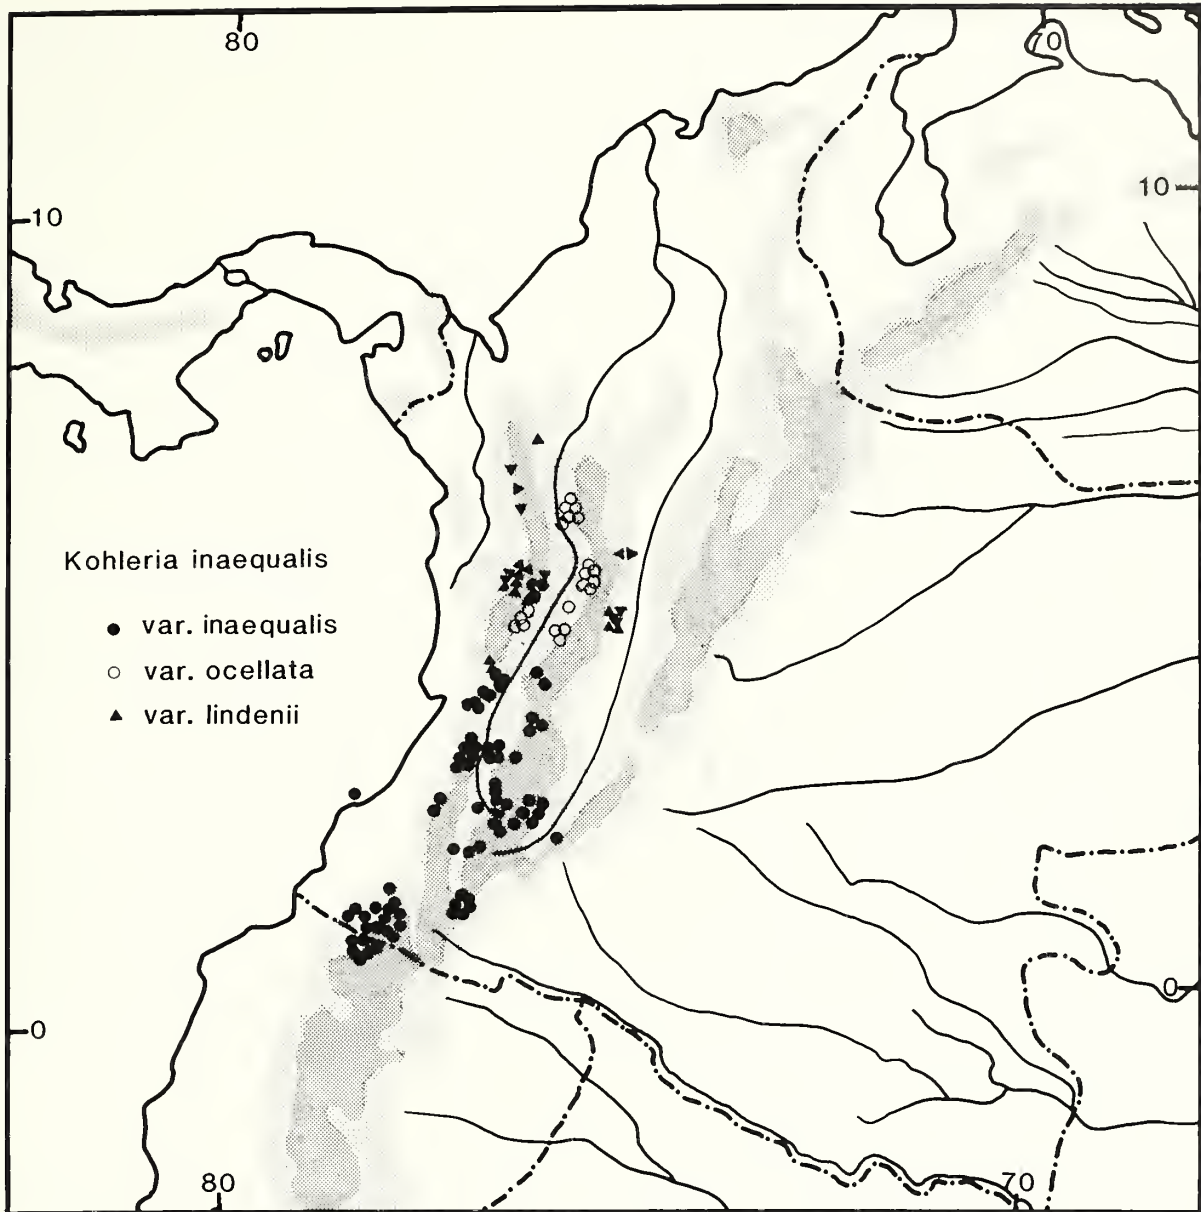 80
70
10
10
Kohleria inaequalis
var. inaequalis
var. ocellata
var. lindenii
0
0
80
70